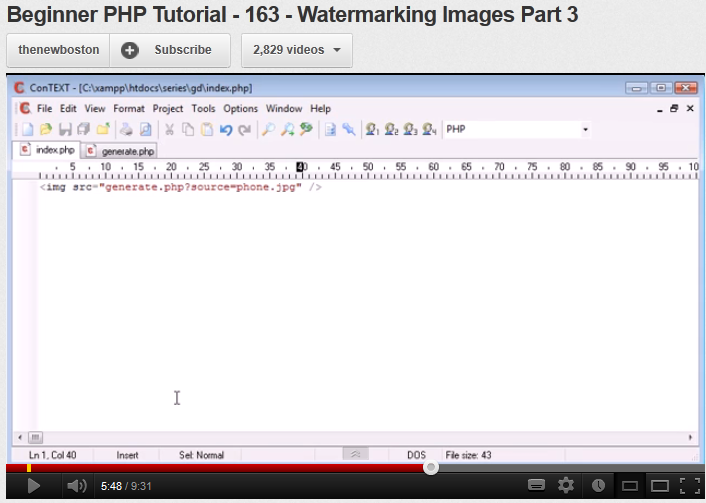 Beginner PHP Tutorial - 163 - Watermarking Images Part 3
thenewboston Subscribe 2,829 videos
ConTEXT - [C:\xampp\htdocs\series\gd\index.php]
File Edit View Format Project Tools Options Window Help
PHP
index.php generate.php
5 10 15 20 25 30 35 40 45 50 55 60 65 70 75 80 85 90 95 10
<img src="generate.php?source=phone.jpg" />
Ln 1, Col 40 Insert Sel: Normal DOS File size: 43
5:48 / 9:31